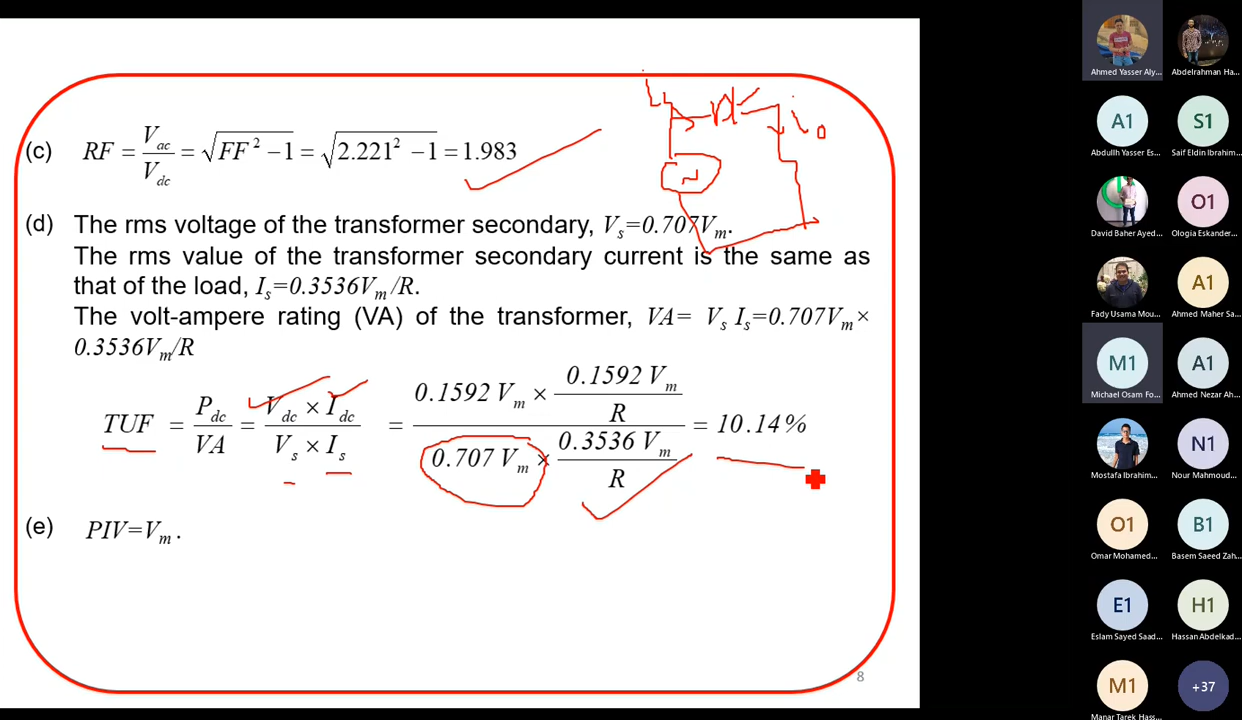 (c) RF = V_ac / V_dc = √(FF² −1) = √(2.221² −1) = 1.983
i₀
(d) The rms voltage of the transformer secondary, V_s=0.707V_m.
The rms value of the transformer secondary current is the same as
that of the load, I_s=0.3536V_m/R.
The volt-ampere rating (VA) of the transformer, VA= V_s I_s=0.707V_m×
0.3536V_m/R
TUF = P_dc / VA = (V_dc × I_dc) / (V_s × I_s) = (0.1592 V_m × 0.1592 V_m / R) / (0.707 V_m × 0.3536 V_m / R) = 10.14%
(e) PIV=V_m.
8
Ahmed Yasser Aly...
Abdelrahman Ha...
A1
S1
Abdullh Yasser Es...
Saif Eldin Ibrahim...
O1
David Baher Ayed...
Ologia Eskander...
A1
Fady Usama Mou...
Ahmed Maher Sa...
M1
A1
Michael Osam Fo...
Ahmed Nezar Ah...
N1
Mostafa Ibrahim...
Nour Mahmoud...
O1
B1
Omar Mohamed...
Basem Saeed Zah...
E1
H1
Eslam Sayed Saad...
Hassan Abdelkad...
M1
+37
Manar Tarek Hass...